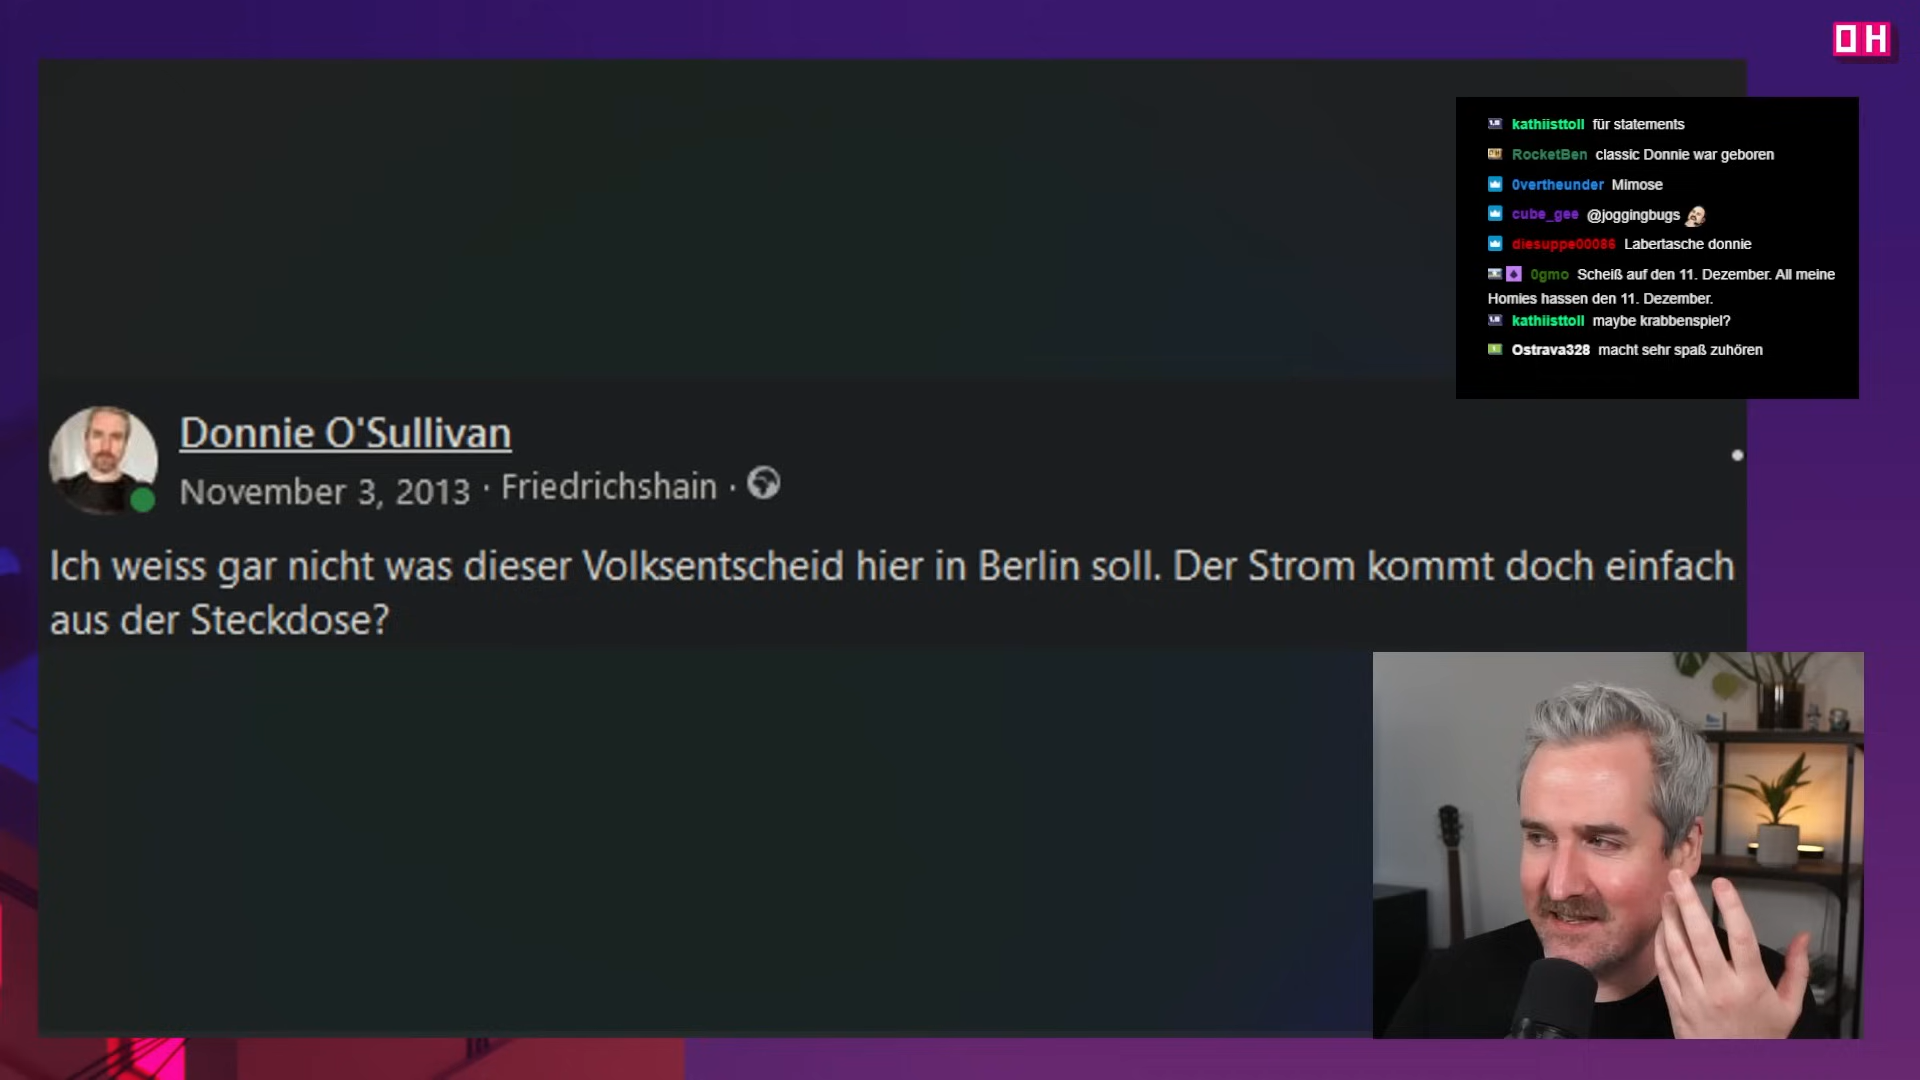 OH
kathiisttoll für statements
RocketBen classic Donnie war geboren
0vertheunder Mimose
cube_gee @joggingbugs
diesuppe00086 Labertasche donnie
0gmo Scheiß auf den 11. Dezember. All meine
Homies hassen den 11. Dezember.
kathiisttoll maybe krabbenspiel?
Ostrava328 macht sehr spaß zuhören
Donnie O'Sullivan
November 3, 2013 · Friedrichshain ·
Ich weiss gar nicht was dieser Volksentscheid hier in Berlin soll. Der Strom kommt doch einfach
aus der Steckdose?